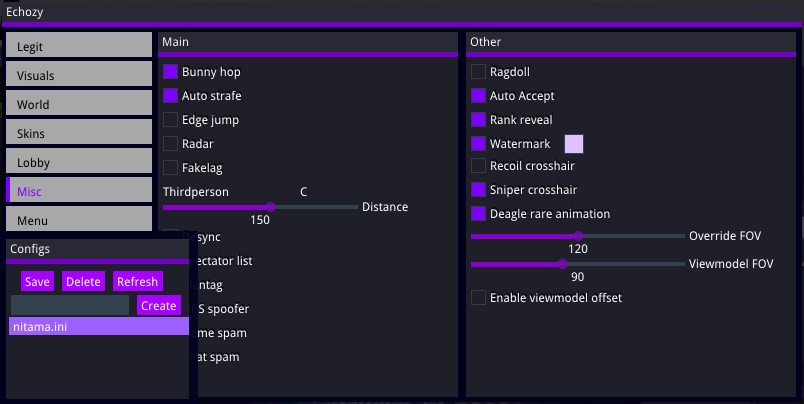 Echozy
Legit
Visuals
World
Skins
Lobby
Misc
Menu
Configs
Save Delete Refresh
Create
nitama.ini
Main
Bunny hop
Auto strafe
Edge jump
Radar
Fakelag
Thirdperson C
Distance
150
sync
ectator list
ntag
S spoofer
me spam
at spam
Other
Ragdoll
Auto Accept
Rank reveal
Watermark
Recoil crosshair
Sniper crosshair
Deagle rare animation
Override FOV
120
Viewmodel FOV
90
Enable viewmodel offset